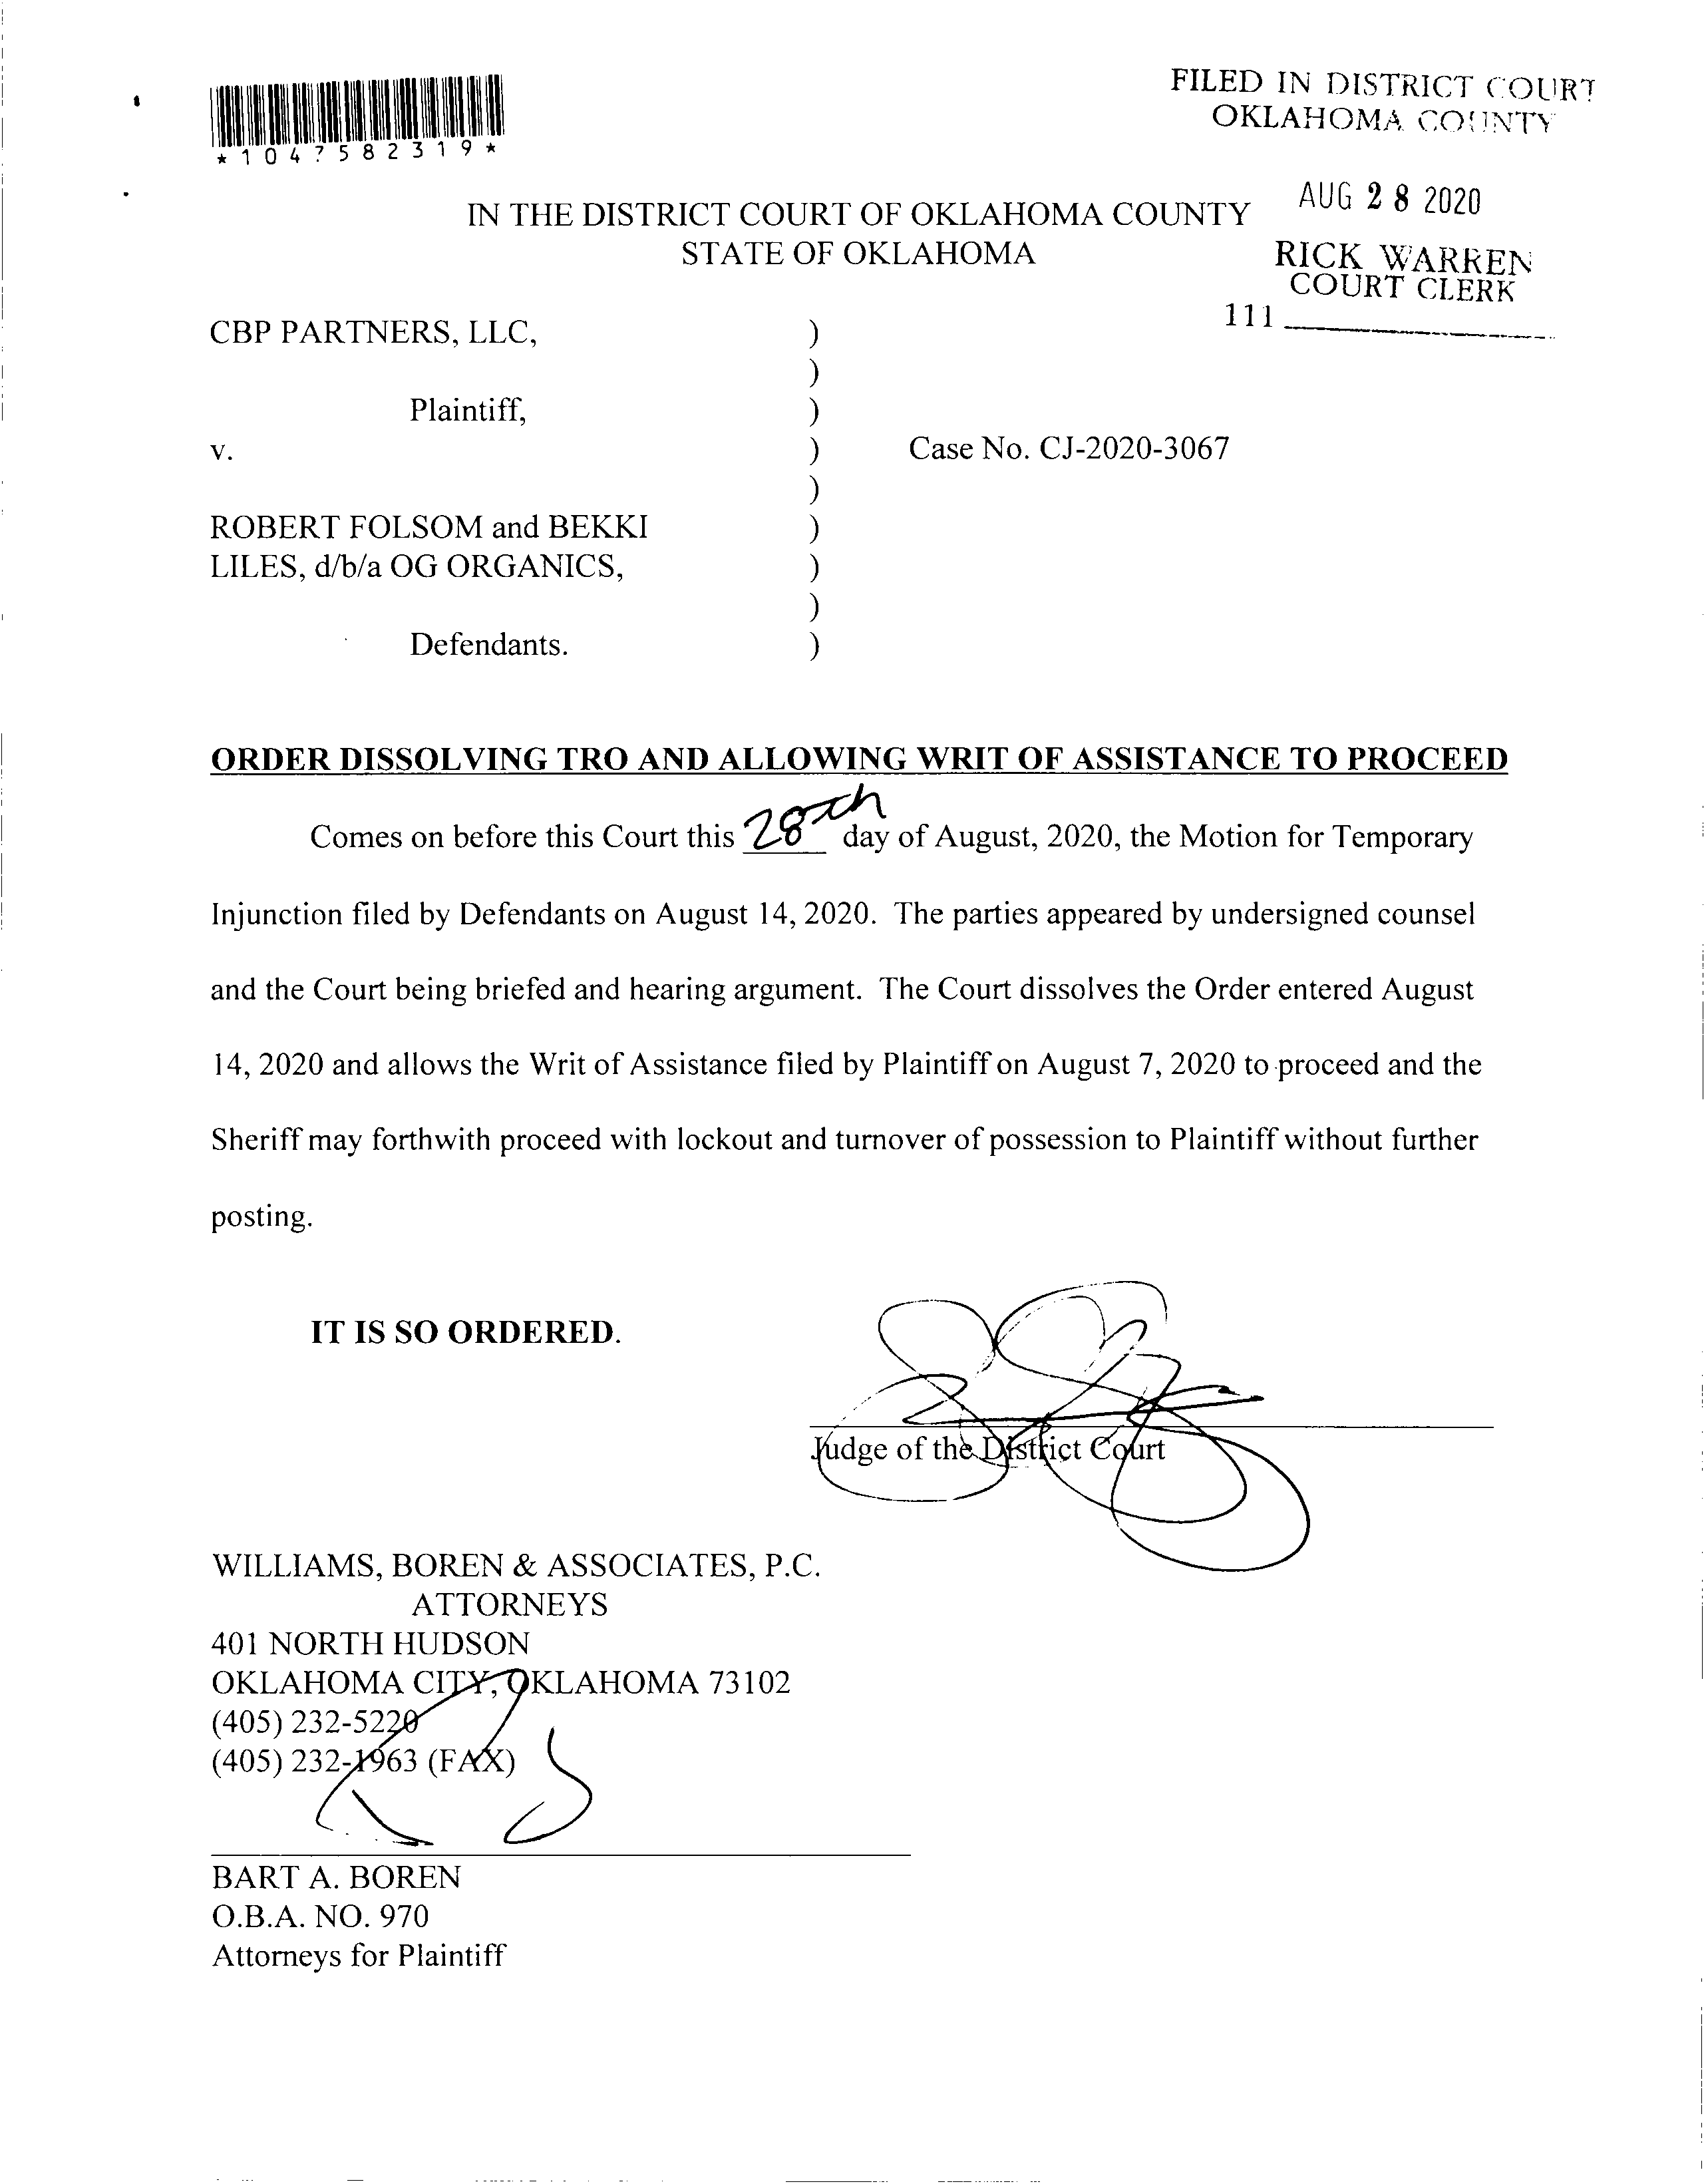 FILED IN DISTRICT COURT
OKLAHOMA COUNTY
*1047582319*
AUG 28 2020
IN THE DISTRICT COURT OF OKLAHOMA COUNTY
STATE OF OKLAHOMA
RICK WARREN
COURT CLERK
111
CBP PARTNERS, LLC, )
)
Plaintiff, )
v. ) Case No. CJ-2020-3067
)
ROBERT FOLSOM and BEKKI )
LILES, d/b/a OG ORGANICS, )
)
Defendants. )
ORDER DISSOLVING TRO AND ALLOWING WRIT OF ASSISTANCE TO PROCEED
Comes on before this Court this 28th day of August, 2020, the Motion for Temporary
Injunction filed by Defendants on August 14, 2020. The parties appeared by undersigned counsel
and the Court being briefed and hearing argument. The Court dissolves the Order entered August
14, 2020 and allows the Writ of Assistance filed by Plaintiff on August 7, 2020 to proceed and the
Sheriff may forthwith proceed with lockout and turnover of possession to Plaintiff without further
posting.
IT IS SO ORDERED.
Judge of the District Court
WILLIAMS, BOREN & ASSOCIATES, P.C.
ATTORNEYS
401 NORTH HUDSON
OKLAHOMA CITY, OKLAHOMA 73102
(405) 232-5220
(405) 232-1963 (FAX)
BART A. BOREN
O.B.A. NO. 970
Attorneys for Plaintiff